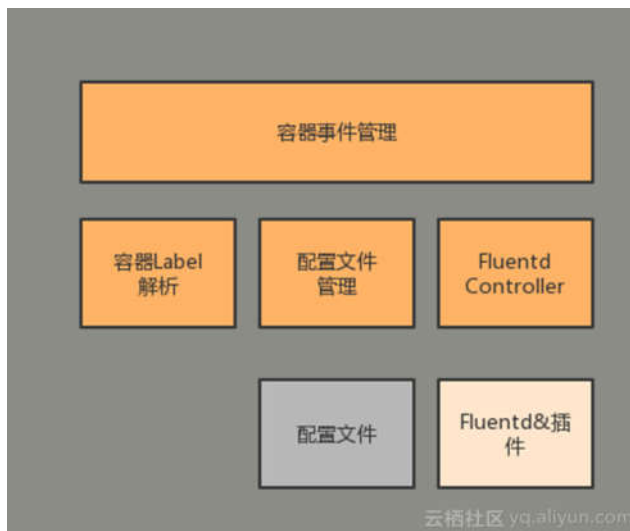 容器事件管理
容器Label
解析
配置文件
管理
Fluentd
Controller
配置文件
Fluentd&插
件
云栖社区 yq.aliyun.com